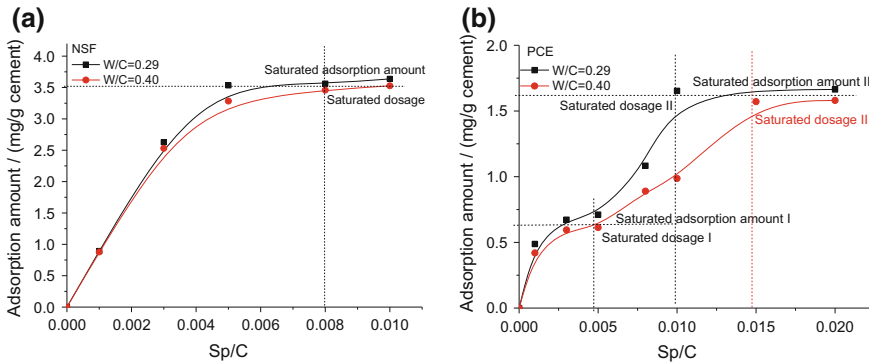 (a)
NSF
W/C=0.29
W/C=0.40
Saturated adsorption amount
Saturated dosage
Adsorption amount / (mg/g cement)
4.0
3.5
3.0
2.5
2.0
1.5
1.0
0.5
0.0
0.000 0.002 0.004 0.006 0.008 0.010
Sp/C
(b)
PCE
W/C=0.29
W/C=0.40
Saturated adsorption amount II
Saturated dosage II
Saturated dosage II
Saturated adsorption amount I
Saturated dosage I
Adsorption amount / (mg/g cement)
2.0
1.5
1.0
0.5
0.0
0.000 0.005 0.010 0.015 0.020
Sp/C